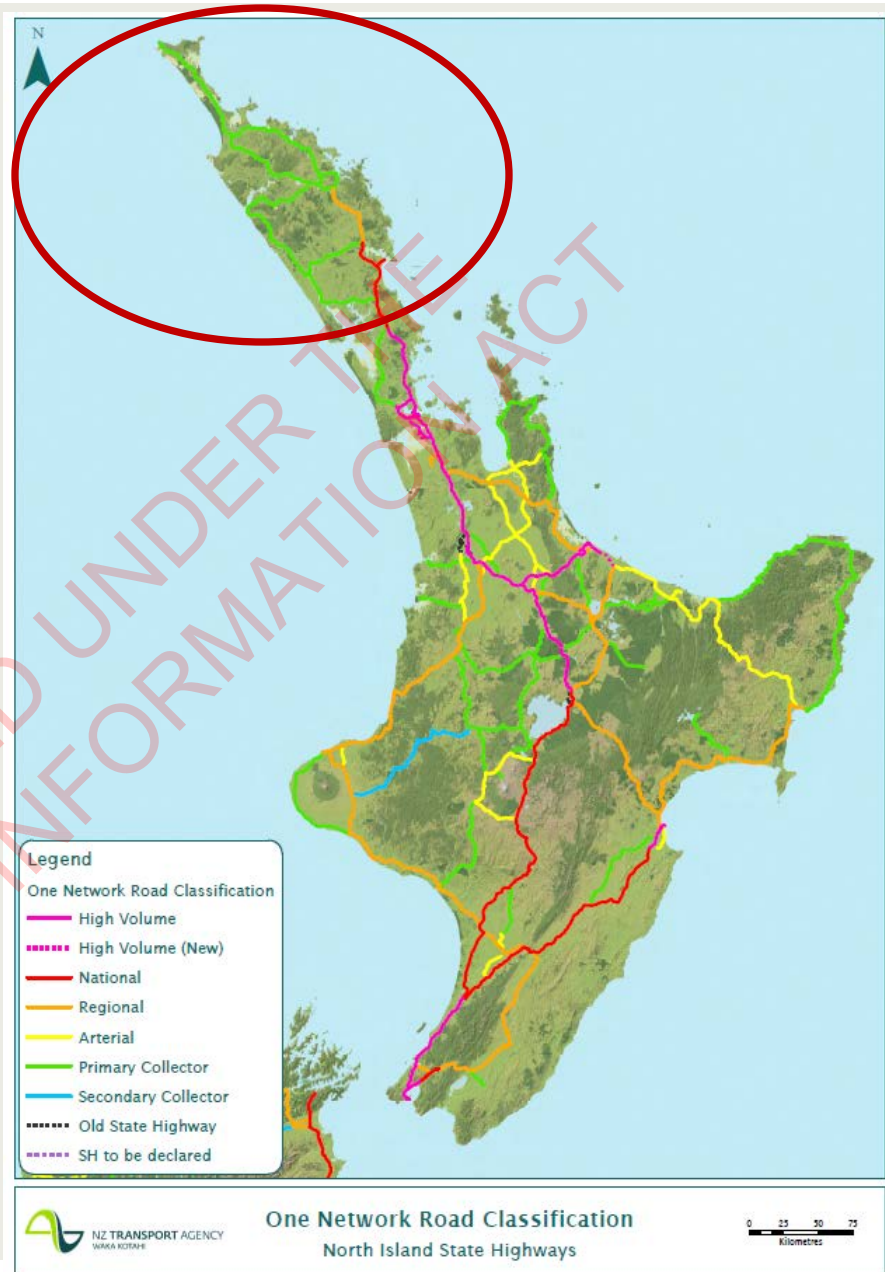 N
D UNDER THE
INFORMATION ACT
Legend
One Network Road Classification
High Volume
High Volume (New)
National
Regional
Arterial
Primary Collector
Secondary Collector
Old State Highway
SH to be declared
NZ TRANSPORT AGENCY
WAKA KOTAHI
One Network Road Classification
North Island State Highways
0 25 50 75
Kilometres